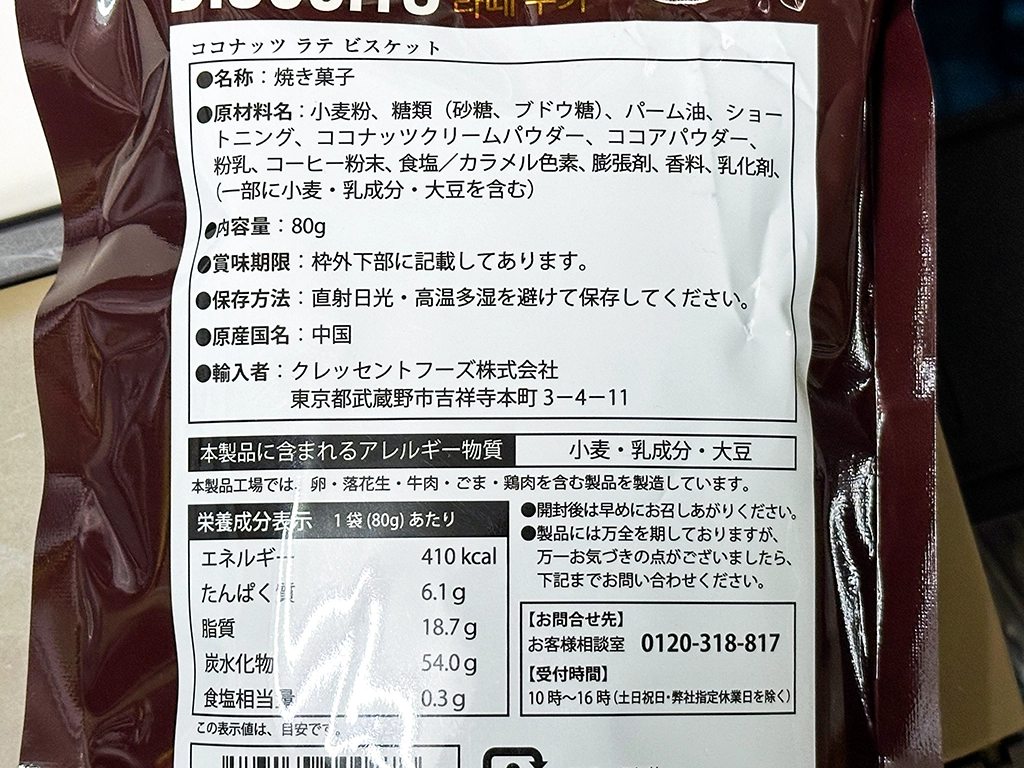 BISCUITS 라떼 쿠키
ココナッツ ラテ ビスケット
●名称：焼き菓子
●原材料名：小麦粉、糖類（砂糖、ブドウ糖）、パーム油、ショー
トニング、ココナッツクリームパウダー、ココアパウダー、
粉乳、コーヒー粉末、食塩／カラメル色素、膨張剤、香料、乳化剤、
（一部に小麦・乳成分・大豆を含む）
●内容量：80g
●賞味期限：枠外下部に記載してあります。
●保存方法：直射日光・高温多湿を避けて保存してください。
●原産国名：中国
●輸入者：クレッセントフーズ株式会社
東京都武蔵野市吉祥寺本町 3－4－11
本製品に含まれるアレルギー物質 小麦・乳成分・大豆
本製品工場では、卵・落花生・牛肉・ごま・鶏肉を含む製品を製造しています。
栄養成分表示 1 袋 (80g) あたり
エネルギー 410 kcal
たんぱく質 6.1 g
脂質 18.7 g
炭水化物 54.0 g
食塩相当量 0.3 g
この表示値は、目安です。
●開封後は早めにお召しあがりください。
●製品には万全を期しておりますが、
万一お気づきの点がございましたら、
下記までお問い合わせください。
【お問合せ先】
お客様相談室 0120-318-817
【受付時間】
10 時～16 時（土日祝日・弊社指定休業日を除く）